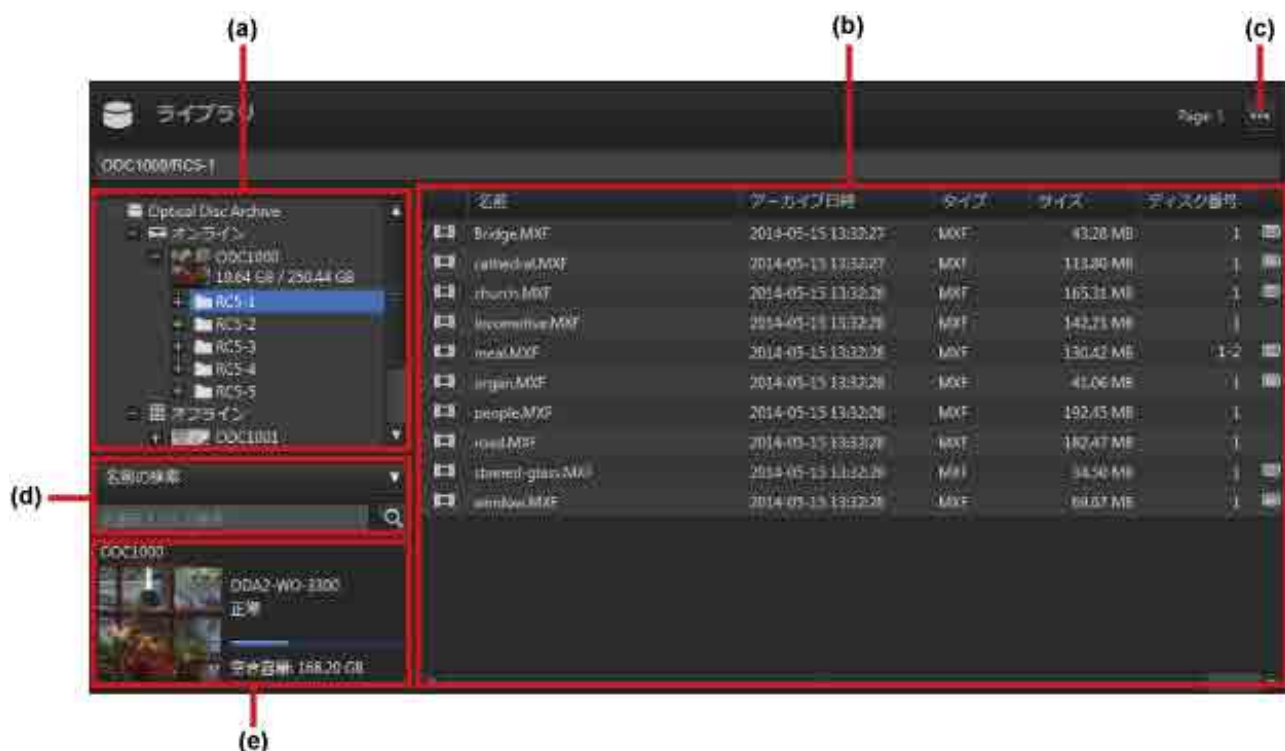 (a)
(b)
(c)
ライブラリ
Page 1
ODC1000/RC5-1
Optical Disc Archive
オンライン
ODC1000
/ 250.44 GB
RC5-1
RC5-2
RC5-3
RC5-4
RC5-5
オフライン
ODC1001
名前 アーカイブ日時 タイプ サイズ ディスク番号
Bridge.MXF 2014-05-15 13:32:27 MXF 43.28 MB 1
cathedral.MXF 2014-05-15 13:32:27 MXF 113.80 MB 1
church.MXF 2014-05-15 13:32:28 MXF 165.31 MB 1
locomotive.MXF 2014-05-15 13:32:28 MXF 142.21 MB 1
meal.MXF 2014-05-15 13:32:28 MXF 130.42 MB 1-2
organ.MXF 2014-05-15 13:32:28 MXF 41.06 MB 1
people.MXF 2014-05-15 13:32:28 MXF 192.45 MB 1
road.MXF 2014-05-15 13:32:28 MXF 182.47 MB 1
stained-glass.MXF 2014-05-15 13:32:28 MXF 34.50 MB 1
window.MXF 2014-05-15 13:32:28 MXF 69.67 MB 1
(d)
名前の検索
ODC1000
ODA2-WO-3300
正常
空き容量: 168.20 GB
(e)